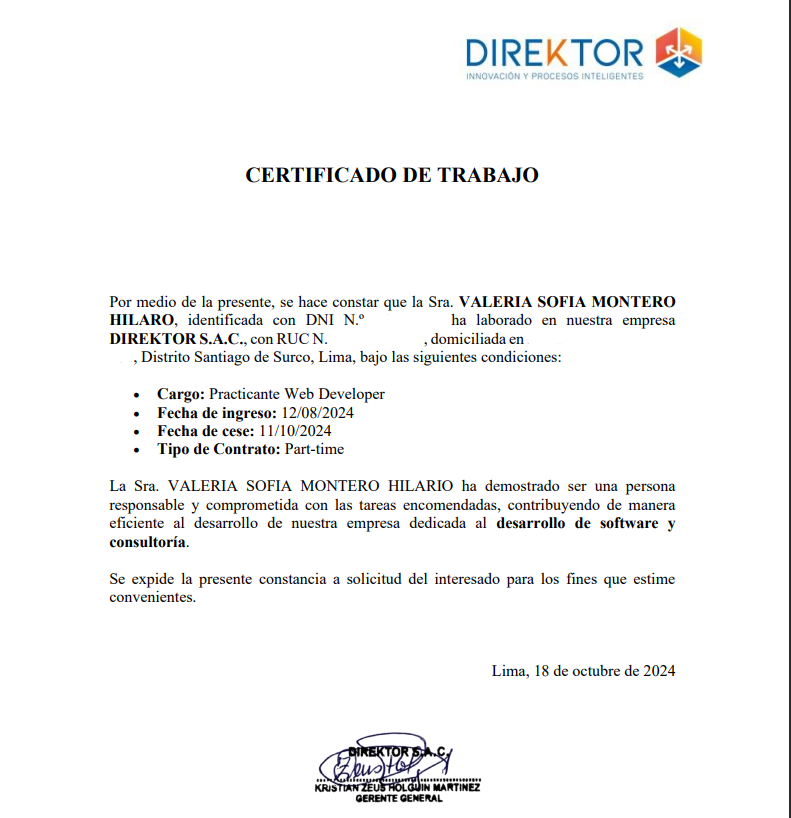 DIREKTOR
INNOVACIÓN Y PROCESOS INTELIGENTES
CERTIFICADO DE TRABAJO
Por medio de la presente, se hace constar que la Sra. VALERIA SOFIA MONTERO
HILARO, identificada con DNI N.º ha laborado en nuestra empresa
DIREKTOR S.A.C., con RUC N. , domiciliada en
, Distrito Santiago de Surco, Lima, bajo las siguientes condiciones:
• Cargo: Practicante Web Developer
• Fecha de ingreso: 12/08/2024
• Fecha de cese: 11/10/2024
• Tipo de Contrato: Part-time
La Sra. VALERIA SOFIA MONTERO HILARIO ha demostrado ser una persona
responsable y comprometida con las tareas encomendadas, contribuyendo de manera
eficiente al desarrollo de nuestra empresa dedicada al desarrollo de software y
consultoría.
Se expide la presente constancia a solicitud del interesado para los fines que estime
convenientes.
Lima, 18 de octubre de 2024
DIREKTOR S.A.C.
KRISTIAN ZEUS HOLGUIN MARTINEZ
GERENTE GENERAL